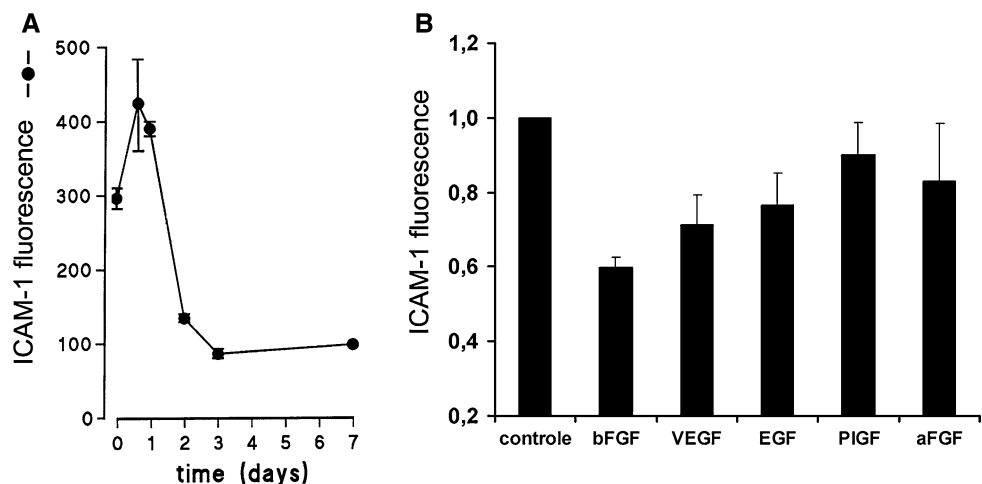 A
ICAM-1 fluorescence
500
400
300
200
100
0
0 1 2 3 4 5 6 7
time (days)
B
ICAM-1 fluorescence
1,2
1,0
0,8
0,6
0,4
0,2
controle bFGF VEGF EGF PlGF aFGF